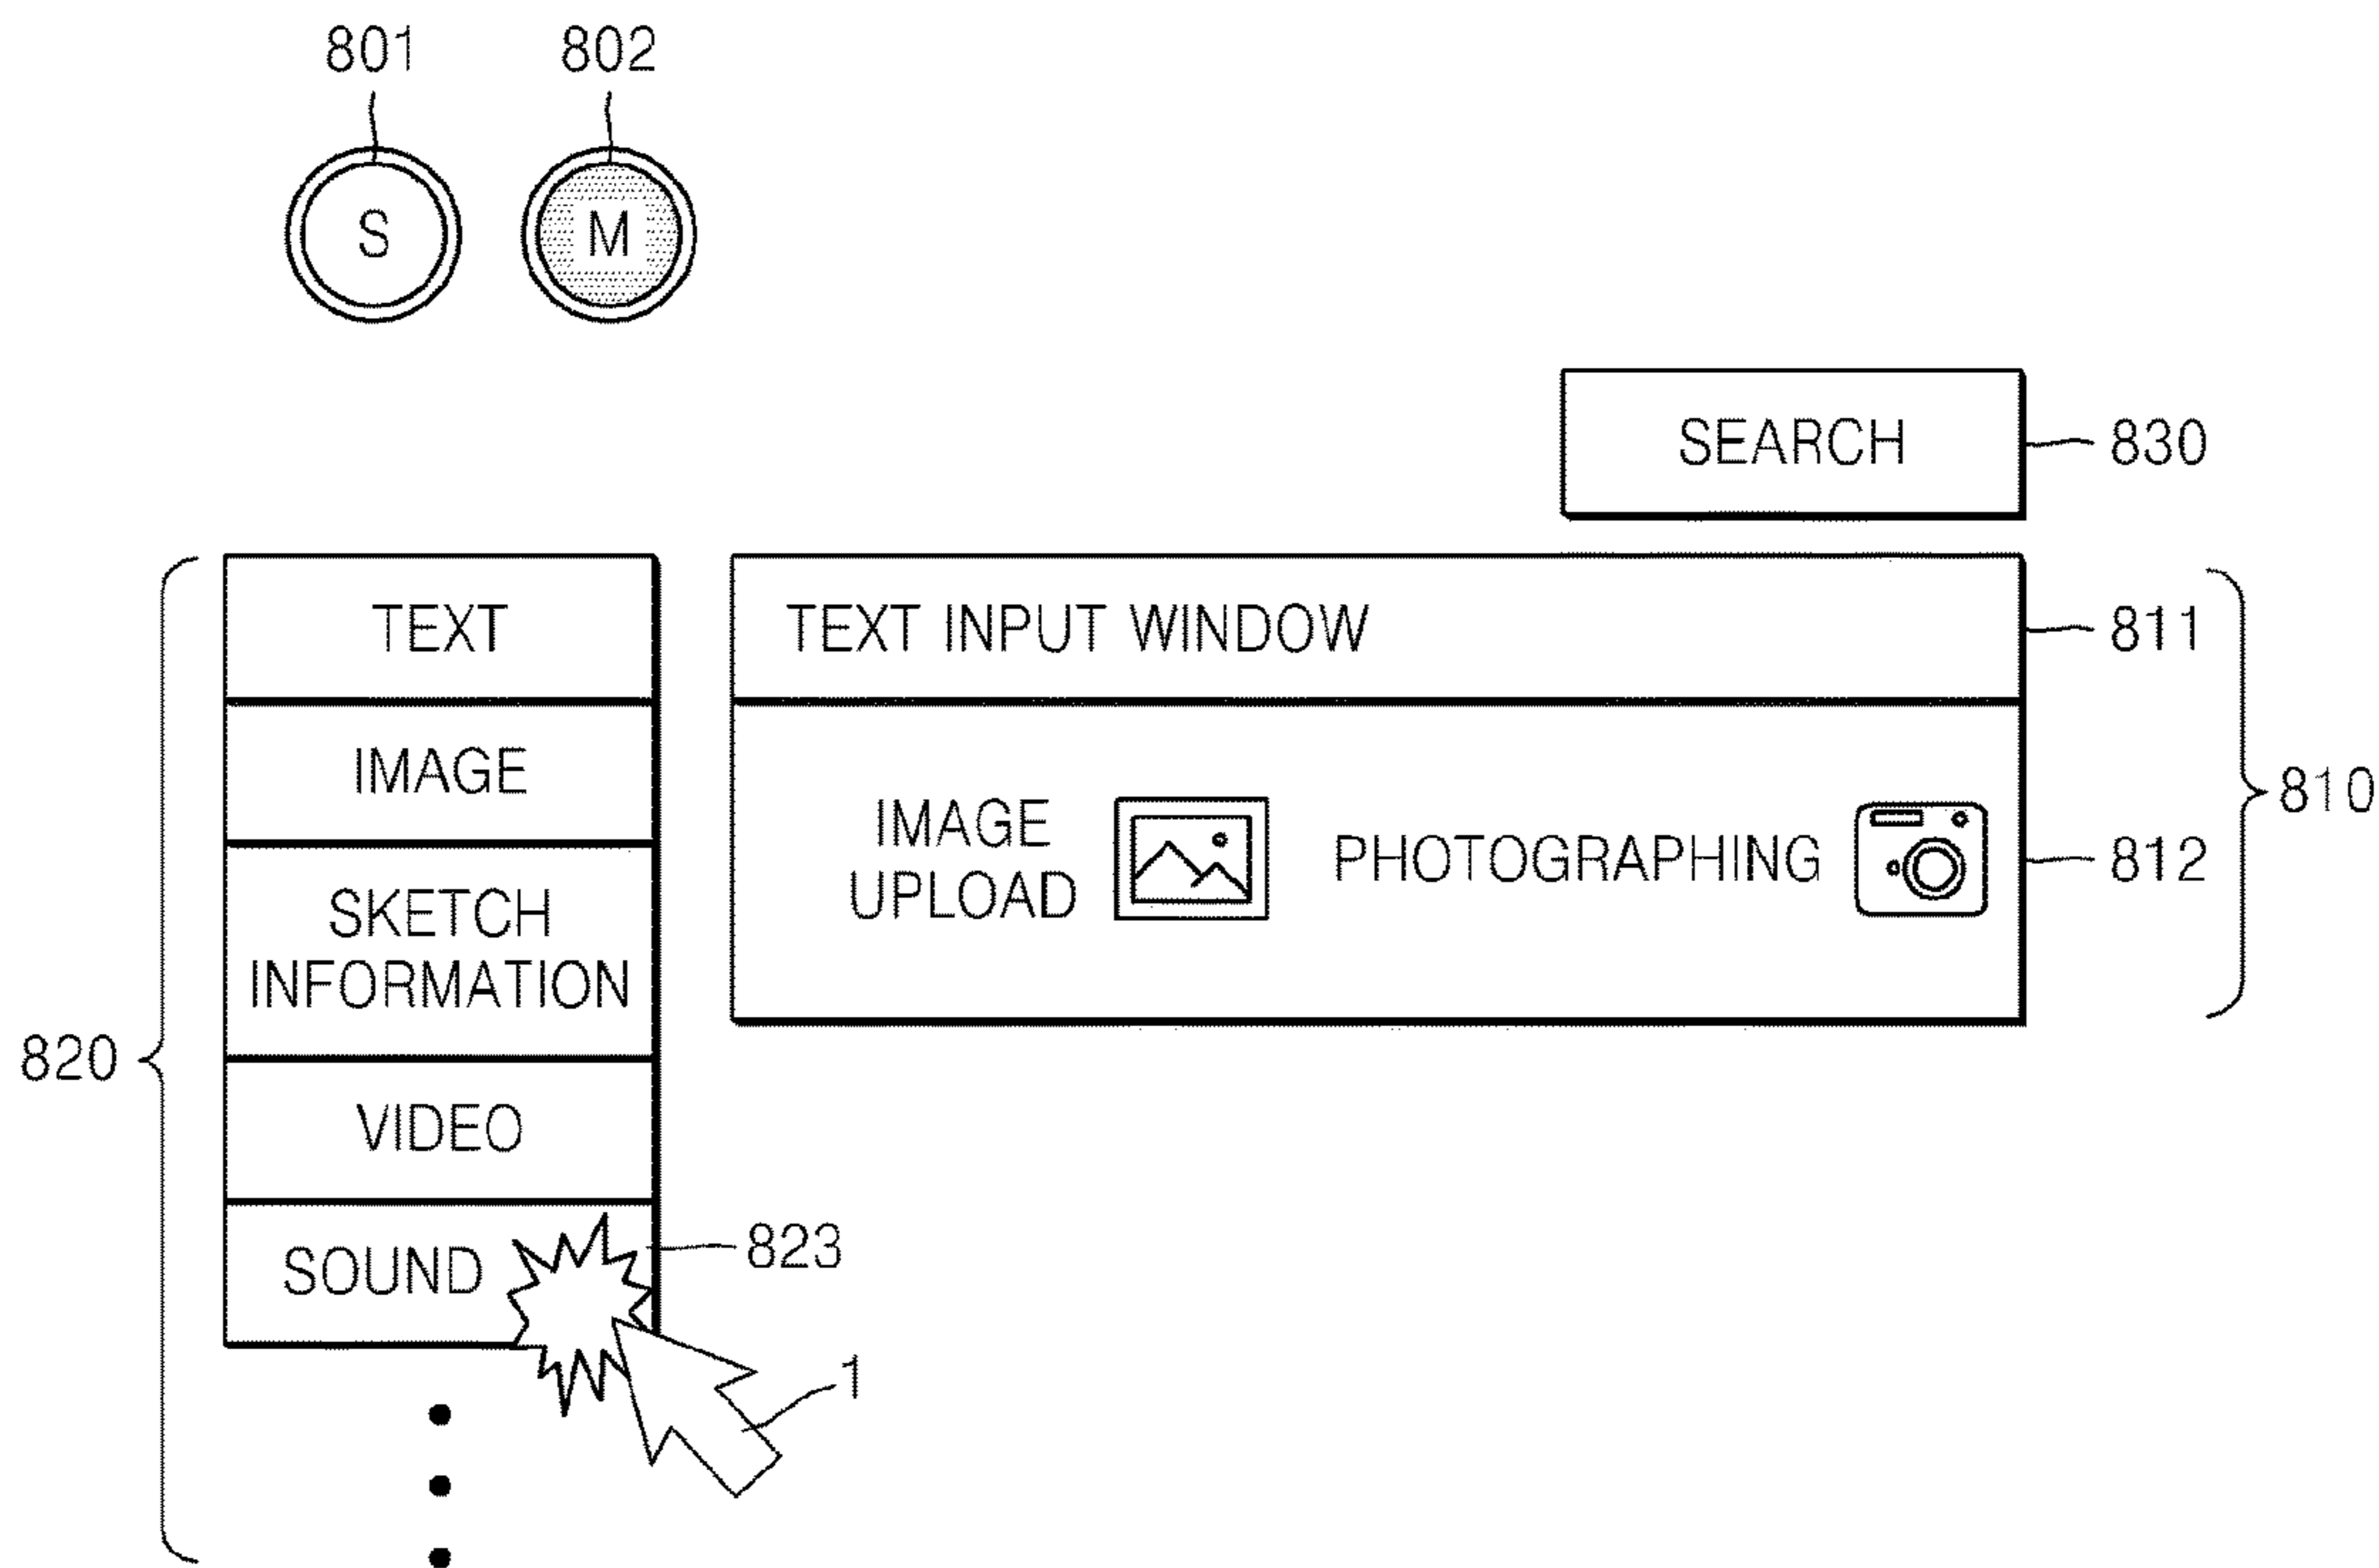 801 802
S M
SEARCH 830
TEXT
IMAGE
SKETCH
INFORMATION
VIDEO
SOUND
820
823
1
TEXT INPUT WINDOW 811
IMAGE
UPLOAD
PHOTOGRAPHING 812
810